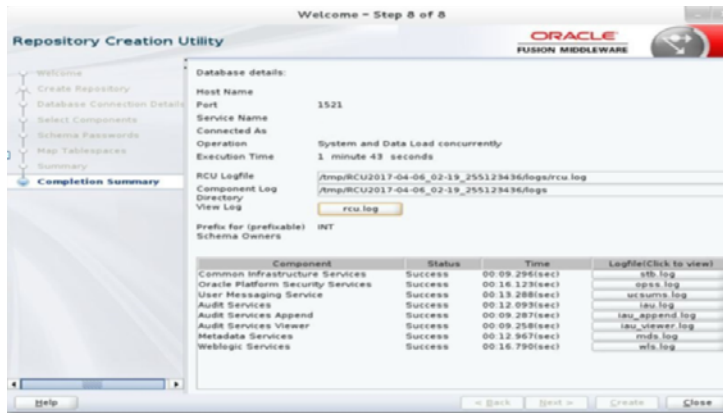 Welcome - Step 8 of 8
Repository Creation Utility
ORACLE
FUSION MIDDLEWARE
Welcome
Create Repository
Database Connection Details
Select Components
Schema Passwords
Map Tablespaces
Summary
Completion Summary
Database details:
Host Name
Port 1521
Service Name
Connected As
Operation System and Data Load concurrently
Execution Time 1 minute 43 seconds
RCU Logfile /tmp/RCU2017-04-06_02-19_255123436/logs/rcu.log
Component Log /tmp/RCU2017-04-06_02-19_255123436/logs
Directory
View Log rcu.log
Prefix for (prefixable) INT
Schema Owners
Component Status Time Logfile(Click to view)
Common Infrastructure Services Success 00:09.296(sec) stb.log
Oracle Platform Security Services Success 00:16.123(sec) opss.log
User Messaging Service Success 00:13.288(sec) ucsums.log
Audit Services Success 00:12.093(sec) iau.log
Audit Services Append Success 00:09.287(sec) iau_append.log
Audit Services Viewer Success 00:09.258(sec) iau_viewer.log
Metadata Services Success 00:12.967(sec) mds.log
Weblogic Services Success 00:16.790(sec) wls.log
Help < Back Next > Create Close